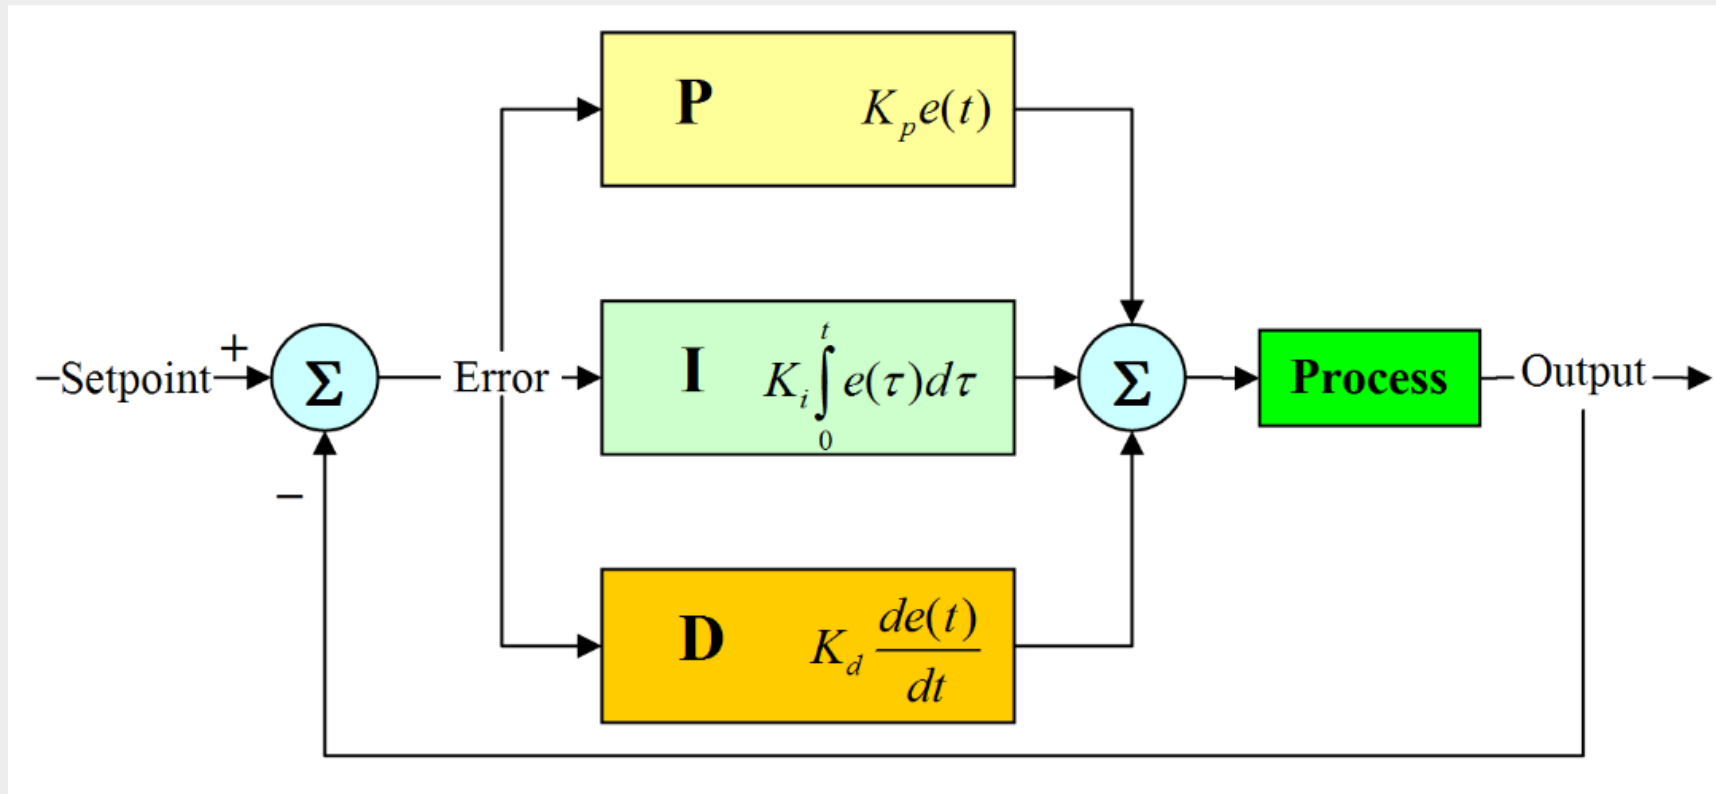 P K_p e(t)
+
–Setpoint
Σ
Error
I K_i ∫_0^t e(τ)dτ
Σ
Process
Output
–
D K_d de(t)/dt